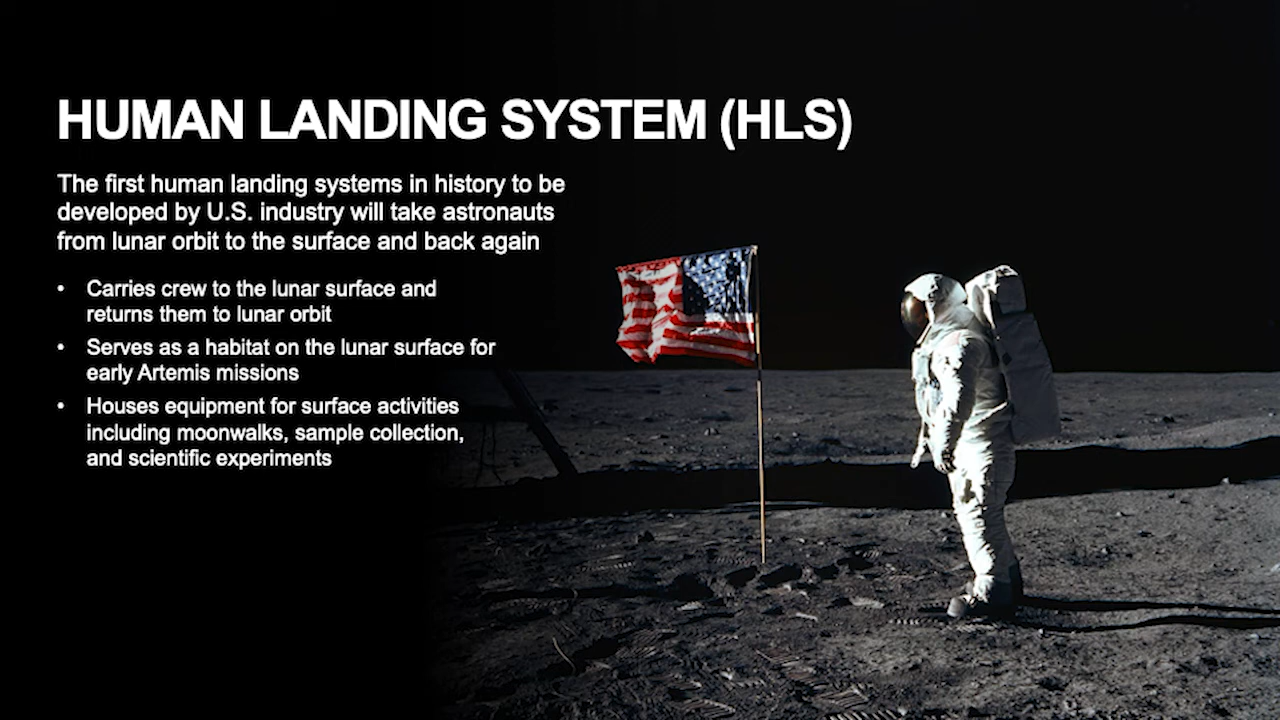 HUMAN LANDING SYSTEM (HLS)
The first human landing systems in history to be
developed by U.S. industry will take astronauts
from lunar orbit to the surface and back again
• Carries crew to the lunar surface and
returns them to lunar orbit
• Serves as a habitat on the lunar surface for
early Artemis missions
• Houses equipment for surface activities
including moonwalks, sample collection,
and scientific experiments